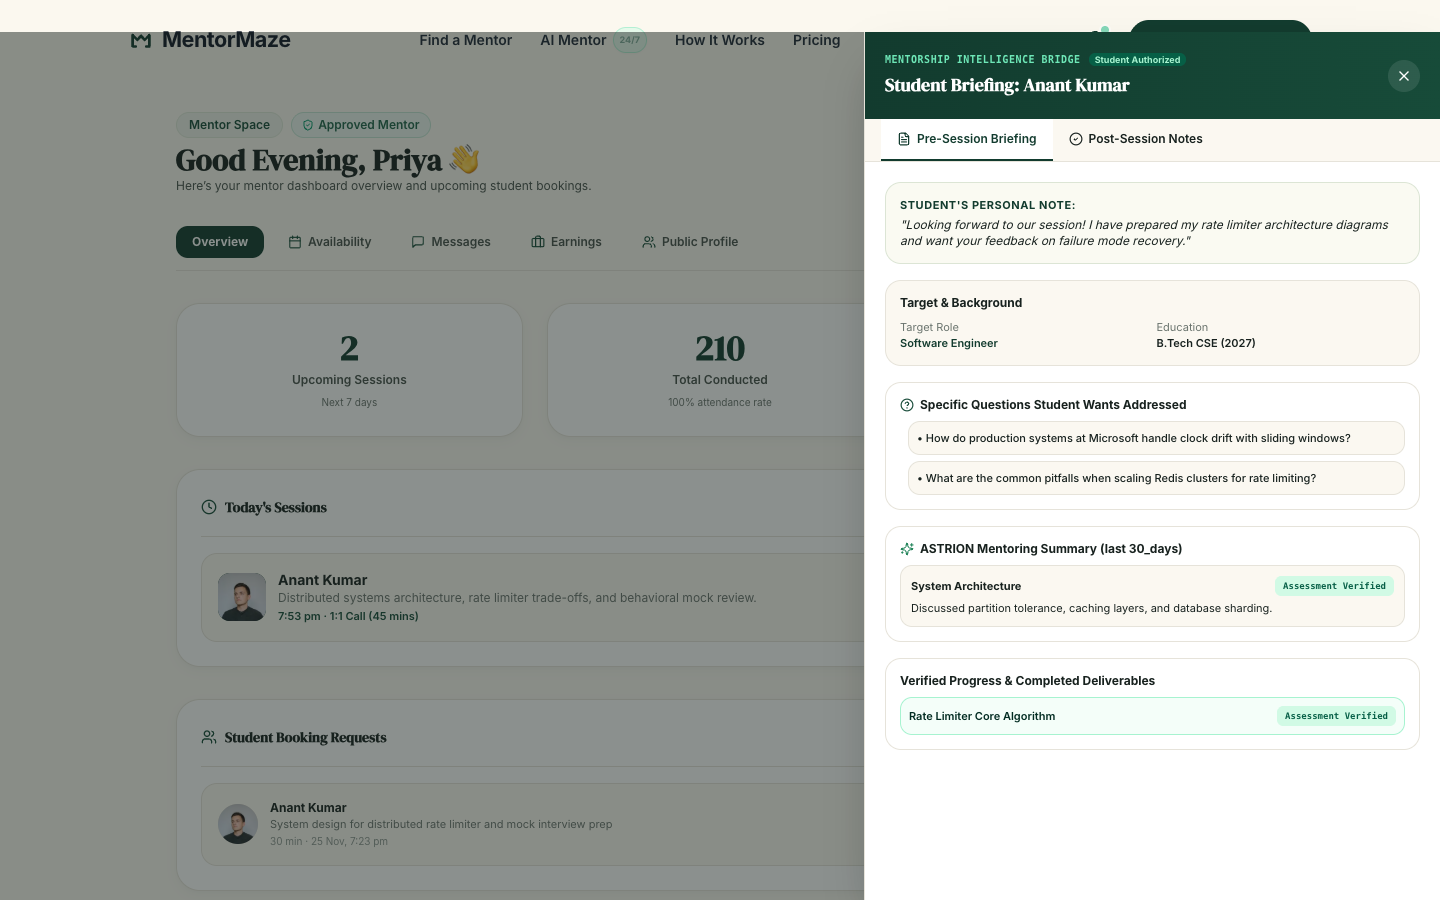 MentorMaze
Find a Mentor
AI Mentor 24/7
How It Works
Pricing
Mentor Space
Approved Mentor
Good Evening, Priya 👋
Here's your mentor dashboard overview and upcoming student bookings.
Overview
Availability
Messages
Earnings
Public Profile
2
Upcoming Sessions
Next 7 days
210
Total Conducted
100% attendance rate
Today's Sessions
Anant Kumar
Distributed systems architecture, rate limiter trade-offs, and behavioral mock review.
7:53 pm · 1:1 Call (45 mins)
Student Booking Requests
Anant Kumar
System design for distributed rate limiter and mock interview prep
30 min · 25 Nov, 7:23 pm
MENTORSHIP INTELLIGENCE BRIDGE Student Authorized
Student Briefing: Anant Kumar
Pre-Session Briefing
Post-Session Notes
STUDENT'S PERSONAL NOTE:
"Looking forward to our session! I have prepared my rate limiter architecture diagrams
and want your feedback on failure mode recovery."
Target & Background
Target Role
Software Engineer
Education
B.Tech CSE (2027)
Specific Questions Student Wants Addressed
• How do production systems at Microsoft handle clock drift with sliding windows?
• What are the common pitfalls when scaling Redis clusters for rate limiting?
ASTRION Mentoring Summary (last 30_days)
System Architecture
Assessment Verified
Discussed partition tolerance, caching layers, and database sharding.
Verified Progress & Completed Deliverables
Rate Limiter Core Algorithm
Assessment Verified